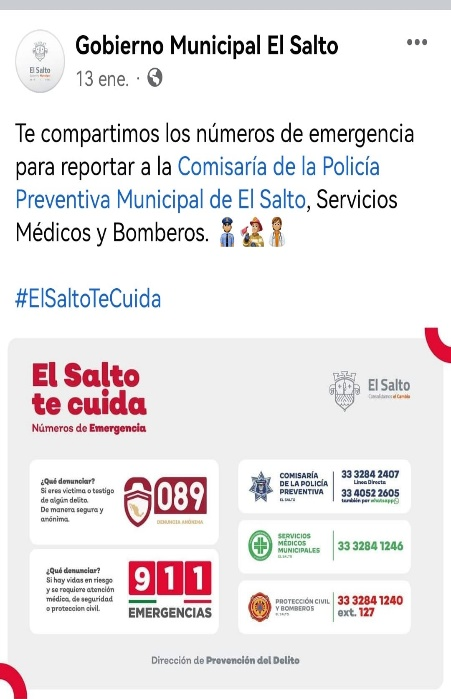 El Salto
Gobierno Municipal El Salto
13 ene.
Te compartimos los números de emergencia
para reportar a la Comisaría de la Policía
Preventiva Municipal de El Salto, Servicios
Médicos y Bomberos.
#ElSaltoTeCuida
El Salto
te cuida
Números de Emergencia
El Salto
Consolidamos el Cambio
¿Qué denunciar?
Si eres víctima o testigo
de algún delito.
De manera segura y
anónima.
089
DENUNCIA ANÓNIMA
¿Qué denunciar?
Si hay vidas en riesgo
y se requiere atención
médica, de seguridad
o proteccion civil.
911
EMERGENCIAS
COMISARÍA
DE LA POLICÍA
PREVENTIVA
EL SALTO
33 3284 2407
Línea Directa
33 4052 2605
también por whatsapp
SERVICIOS
MÉDICOS
MUNICIPALES
EL SALTO
33 3284 1246
PROTECCIÓN CIVIL
Y BOMBEROS
EL SALTO
33 3284 1240
ext. 127
Dirección de Prevención del Delito